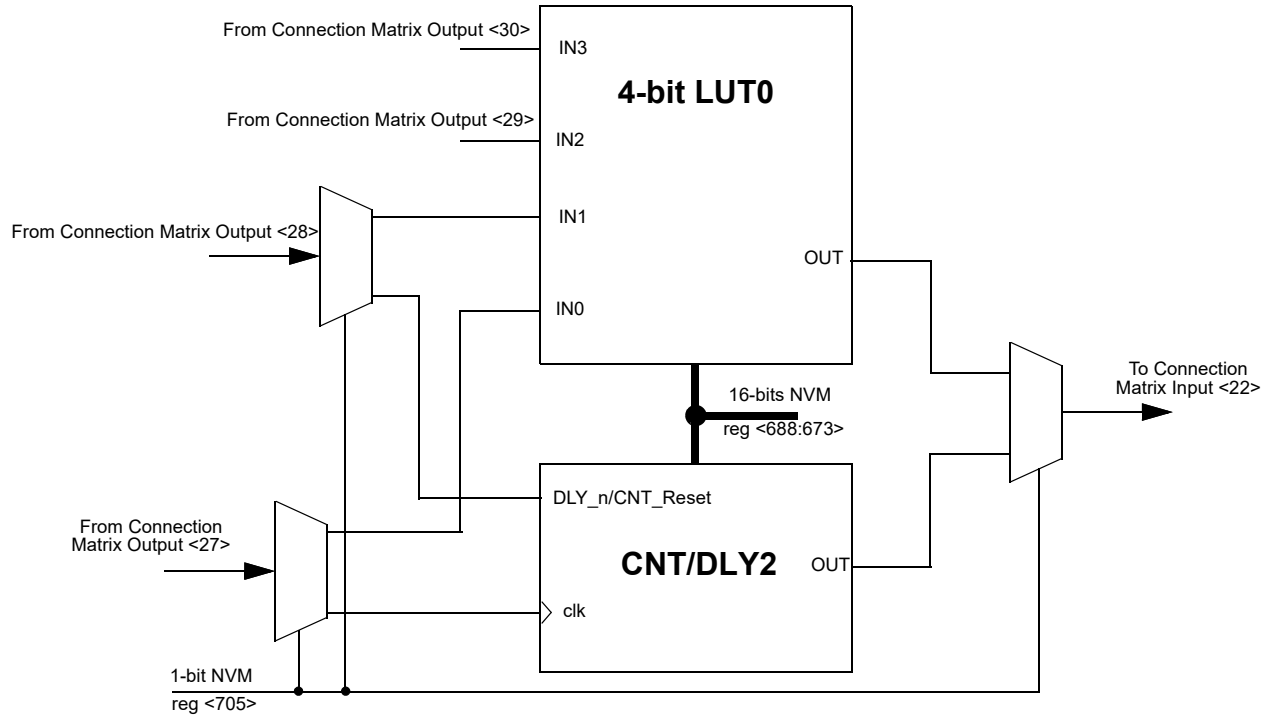 From Connection Matrix Output <30>
IN3
4-bit LUT0
From Connection Matrix Output <29>
IN2
IN1
From Connection Matrix Output <28>
OUT
IN0
To Connection
Matrix Input <22>
16-bits NVM
reg <688:673>
DLY_n/CNT_Reset
From Connection
Matrix Output <27>
CNT/DLY2
OUT
clk
1-bit NVM
reg <705>